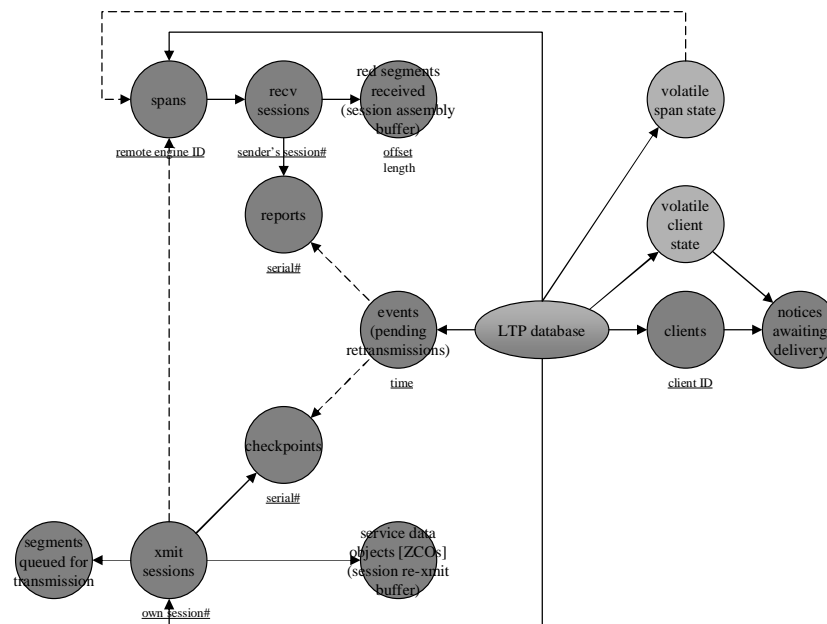 spans
remote engine ID
recv
sessions
sender's session#
red segments
received
(session assembly
buffer)
offset
length
volatile
span state
reports
serial#
volatile
client
state
events
(pending
retransmissions)
time
LTP database
clients
client ID
notices
awaiting
delivery
checkpoints
serial#
segments
queued for
transmission
xmit
sessions
own session#
service data
objects [ZCOs]
(session re-xmit
buffer)